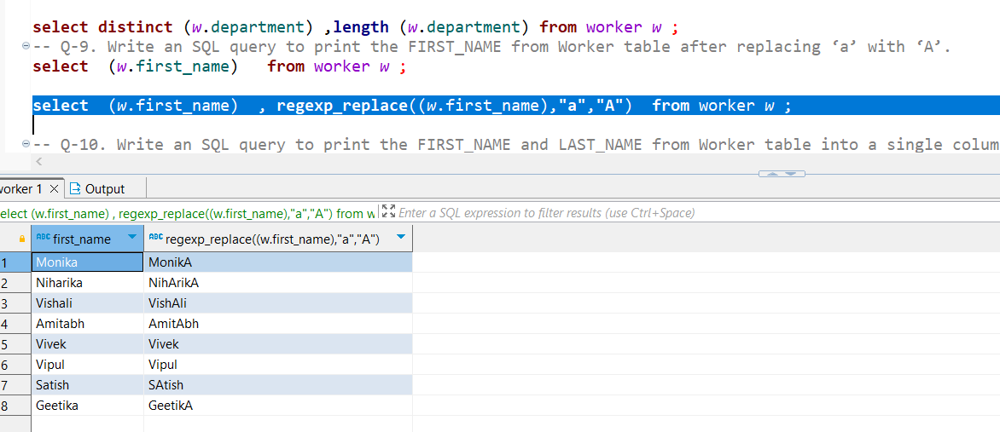 select distinct (w.department) ,length (w.department) from worker w ;
-- Q-9. Write an SQL query to print the FIRST_NAME from Worker table after replacing ‘a’ with ‘A’.
select  (w.first_name)   from worker w ;
select  (w.first_name)  , regexp_replace((w.first_name),"a","A")  from worker w ;
-- Q-10. Write an SQL query to print the FIRST_NAME and LAST_NAME from Worker table into a single colum
vorker 1 Output
elect (w.first_name) , regexp_replace((w.first_name),"a","A") from w Enter a SQL expression to filter results (use Ctrl+Space)
ABC first_name ABC regexp_replace((w.first_name),"a","A")
1 Monika MonikA
2 Niharika NihArikA
3 Vishali VishAli
4 Amitabh AmitAbh
5 Vivek Vivek
6 Vipul Vipul
7 Satish SAtish
8 Geetika GeetikA